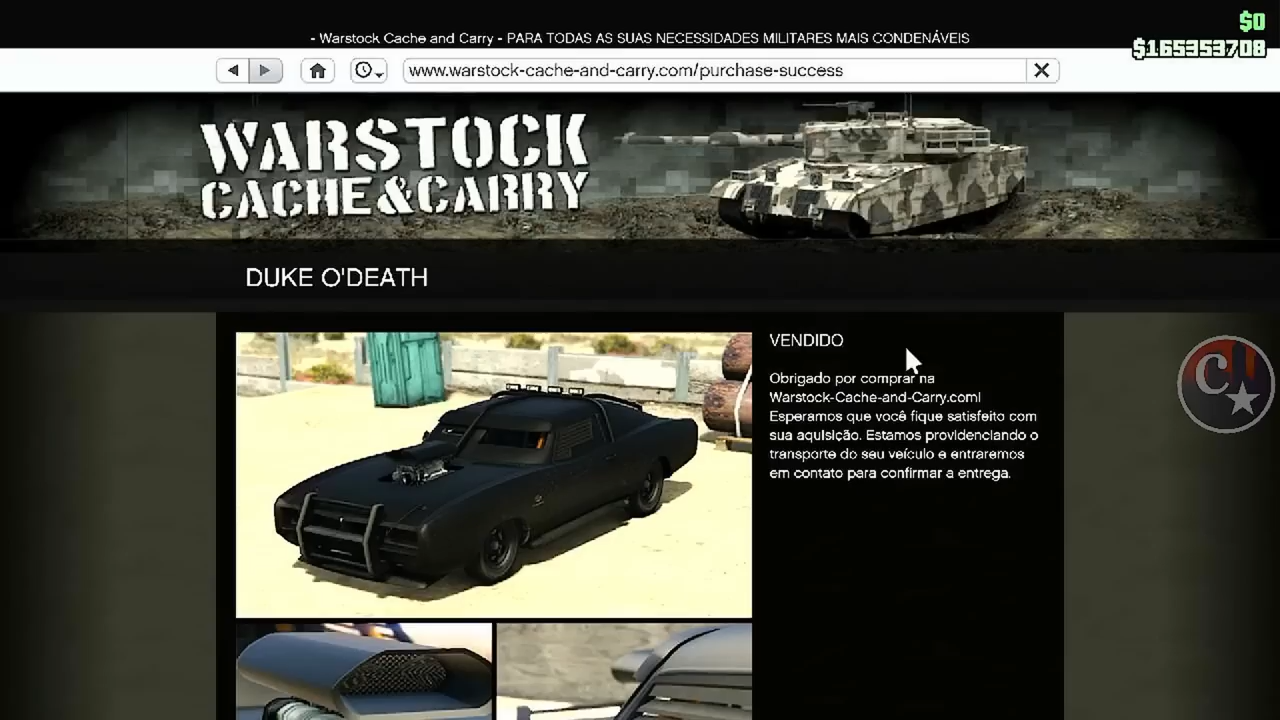 $0
- Warstock Cache and Carry - PARA TODAS AS SUAS NECESSIDADES MILITARES MAIS CONDENÁVEIS
$165353708
www.warstock-cache-and-carry.com/purchase-success
WARSTOCK
CACHE&CARRY
DUKE O'DEATH
VENDIDO
Obrigado por comprar na
Warstock-Cache-and-Carry.com!
Esperamos que você fique satisfeito com
sua aquisição. Estamos providenciando o
transporte do seu veículo e entraremos
em contato para confirmar a entrega.